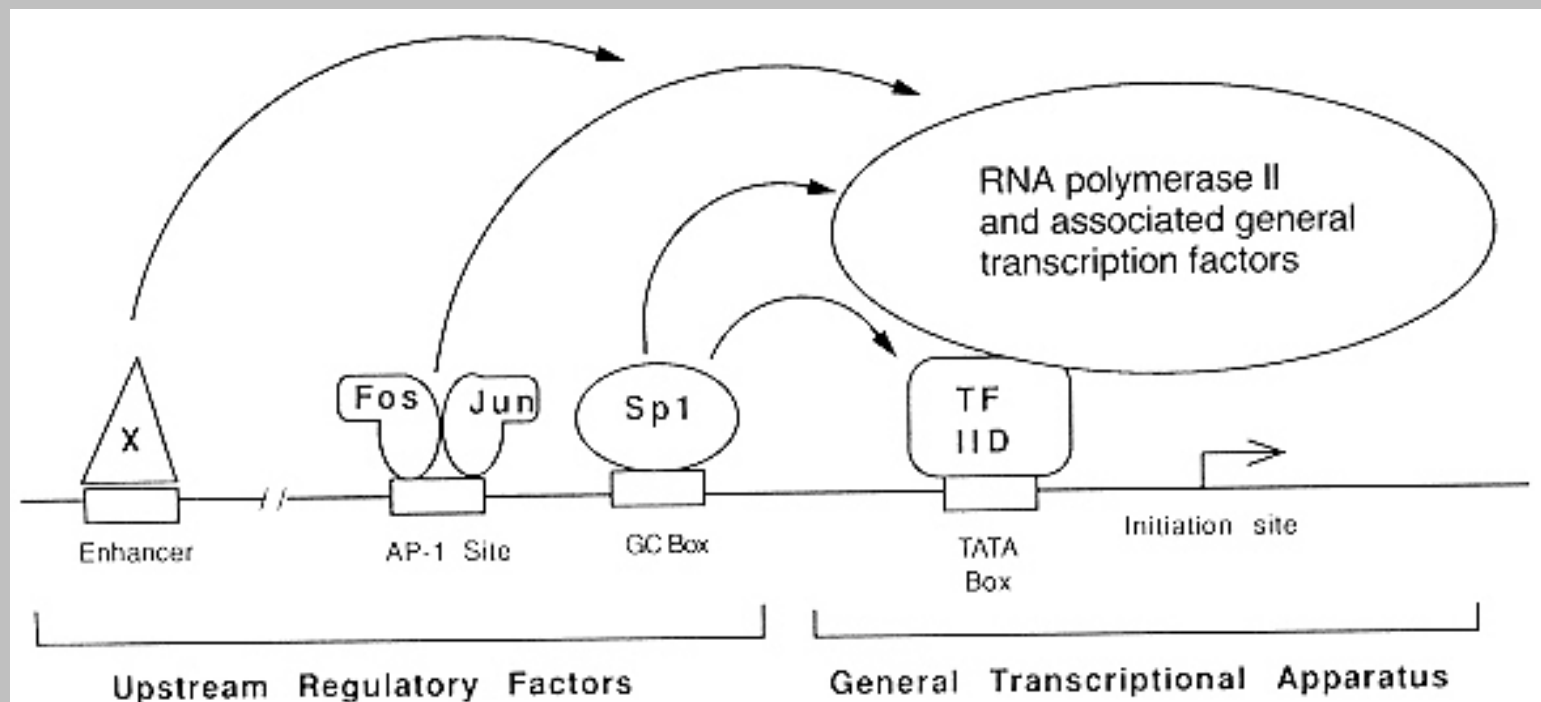 RNA polymerase II
and associated general
transcription factors
X
Fos
Jun
Sp1
TF
IID
Enhancer
AP-1 Site
GC Box
TATA
Box
Initiation site
Upstream Regulatory Factors
General Transcriptional Apparatus